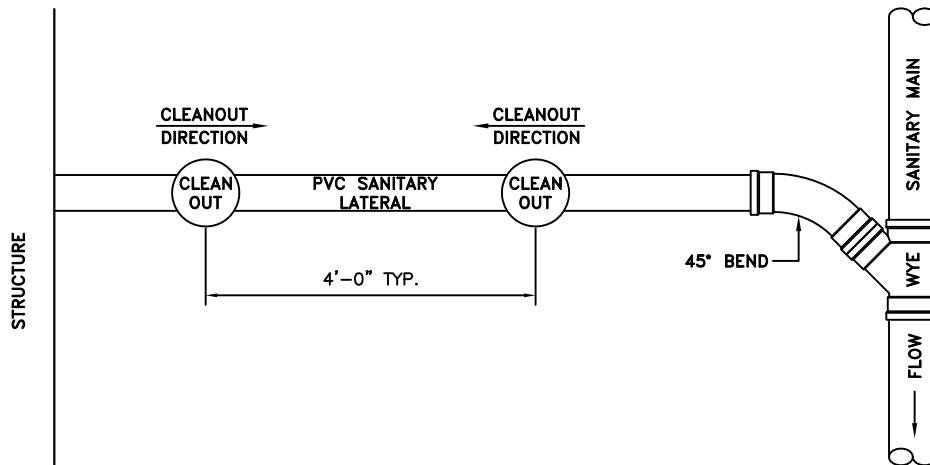 CLEANOUT
DIRECTION
CLEANOUT
DIRECTION
CLEAN
OUT
PVC SANITARY
LATERAL
CLEAN
OUT
SANITARY MAIN
45° BEND
WYE
4'-0" TYP.
STRUCTURE
FLOW